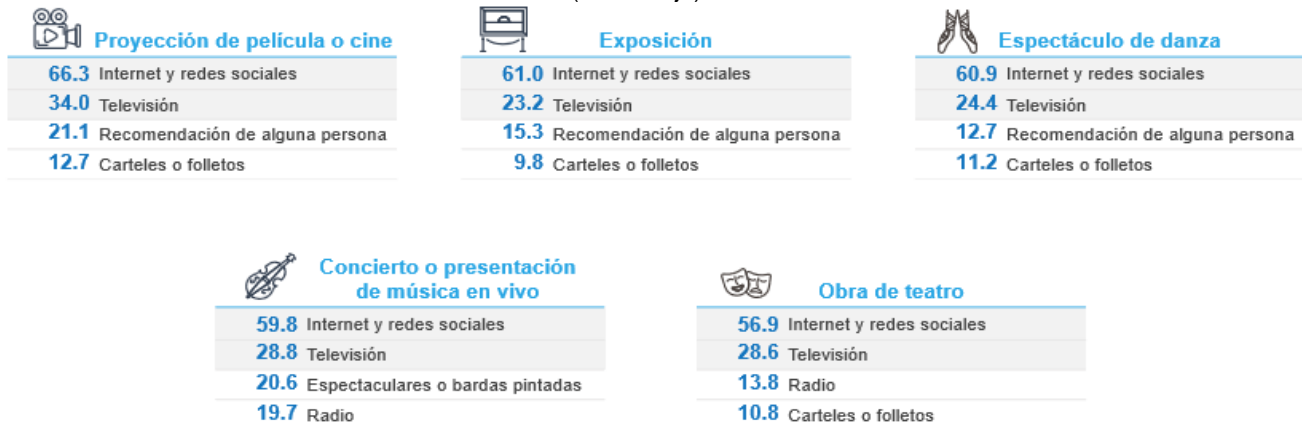 Proyección de película o cine
66.3 Internet y redes sociales
34.0 Televisión
21.1 Recomendación de alguna persona
12.7 Carteles o folletos
Exposición
61.0 Internet y redes sociales
23.2 Televisión
15.3 Recomendación de alguna persona
9.8 Carteles o folletos
Espectáculo de danza
60.9 Internet y redes sociales
24.4 Televisión
12.7 Recomendación de alguna persona
11.2 Carteles o folletos
Concierto o presentación
de música en vivo
59.8 Internet y redes sociales
28.8 Televisión
20.6 Espectaculares o bardas pintadas
19.7 Radio
Obra de teatro
56.9 Internet y redes sociales
28.6 Televisión
13.8 Radio
10.8 Carteles o folletos